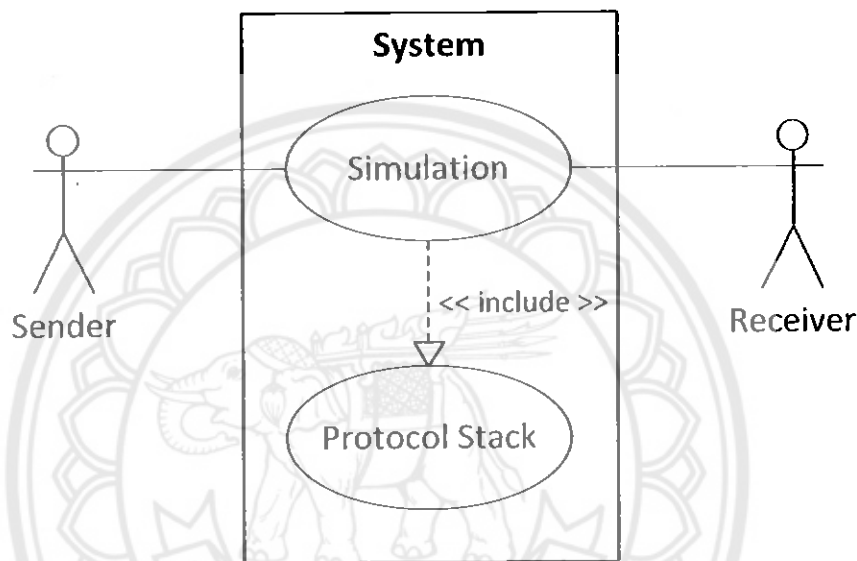 System
Simulation
<< include >>
Sender
Receiver
Protocol Stack